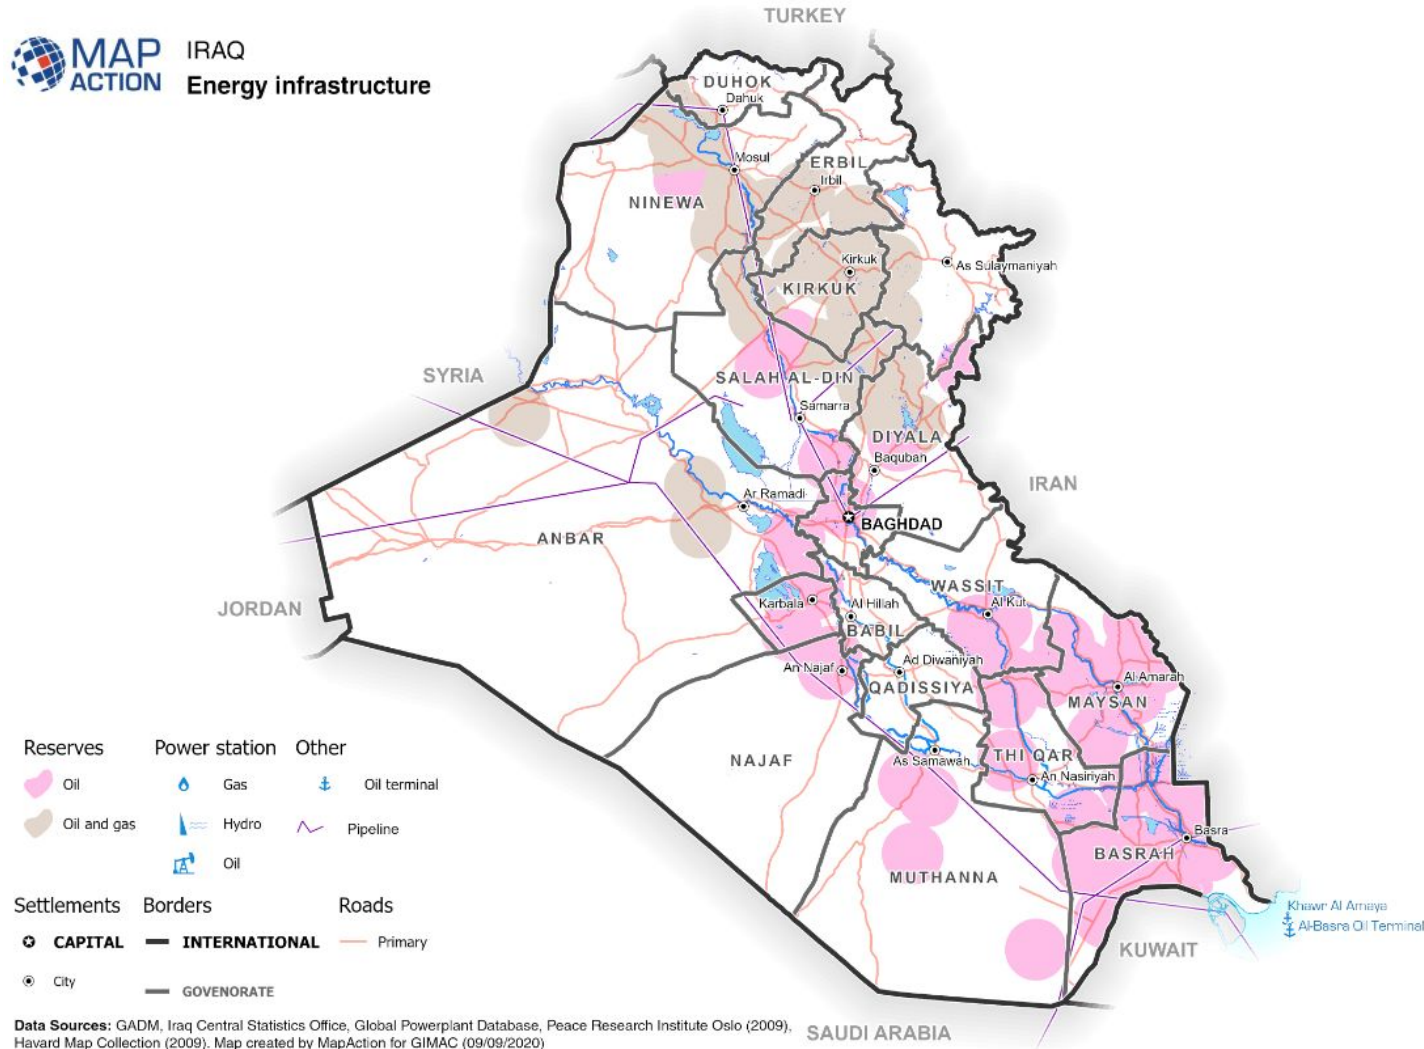 MAP
ACTION
IRAQ
Energy infrastructure
TURKEY
DUHOK
Dahuk
Mosul
ERBIL
Irbil
NINEWA
Kirkuk
As Sulaymaniyah
KIRKUK
SYRIA
SALAH AL-DIN
Samarra
DIYALA
Baqubah
IRAN
Ar Ramadi
BAGHDAD
ANBAR
WASSIT
JORDAN
Karbala
Al Hillah
Al Kut
BABIL
An Najaf
Ad Diwaniyah
Al Amarah
QADISSIYA
MAYSAN
NAJAF
As Samawah
THI QAR
An Nasiriyah
Basra
BASRAH
MUTHANNA
Khawr Al Amaya
Al-Basra Oil Terminal
KUWAIT
SAUDI ARABIA
Reserves
Oil
Oil and gas
Power station
Gas
Hydro
Oil
Other
Oil terminal
Pipeline
Settlements
CAPITAL
City
Borders
INTERNATIONAL
GOVENORATE
Roads
Primary
Data Sources: GADM, Iraq Central Statistics Office, Global Powerplant Database, Peace Research Institute Oslo (2009),
Havard Map Collection (2009). Map created by MapAction for GIMAC (09/09/2020)